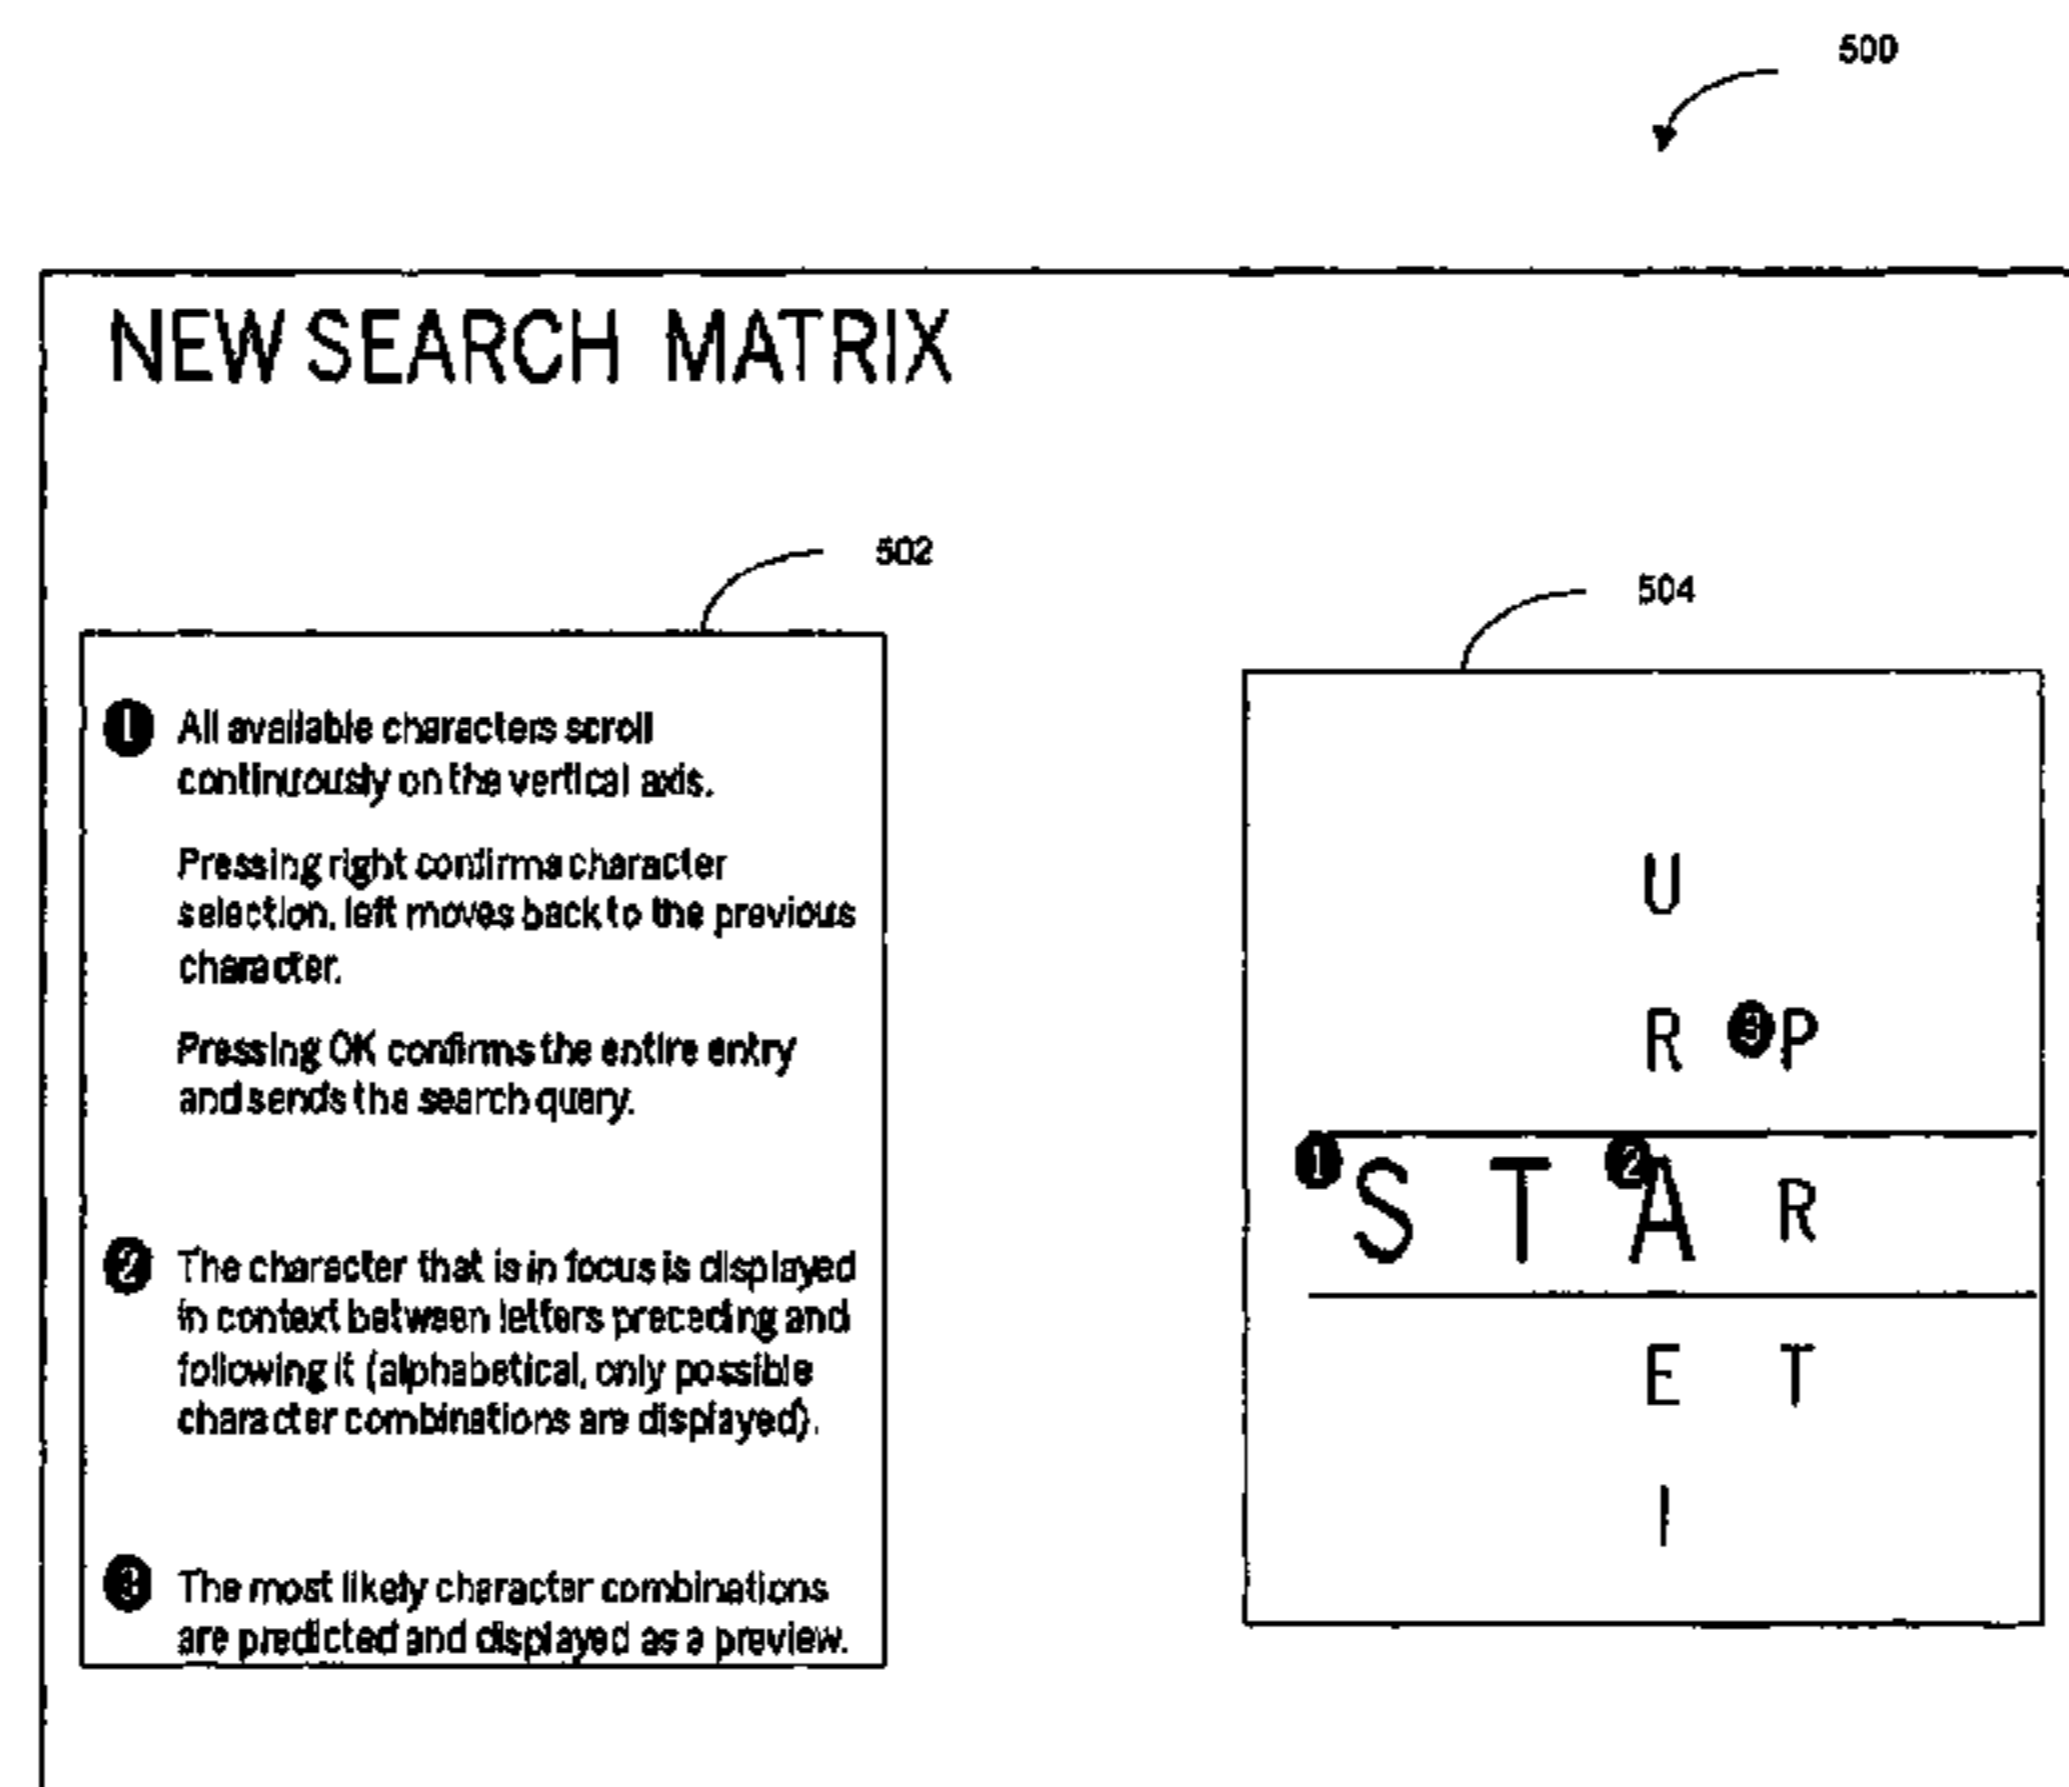 500
NEW SEARCH MATRIX
502
504
1 All available characters scroll
continuously on the vertical axis.
Pressing right confirms character
selection, left moves back to the previous
character.
Pressing OK confirms the entire entry
and sends the search query.
2 The character that is in focus is displayed
in context between letters preceding and
following it (alphabetical, only possible
character combinations are displayed).
3 The most likely character combinations
are predicted and displayed as a preview.
U
R 3 P
1 S T 2 A R
E T
I